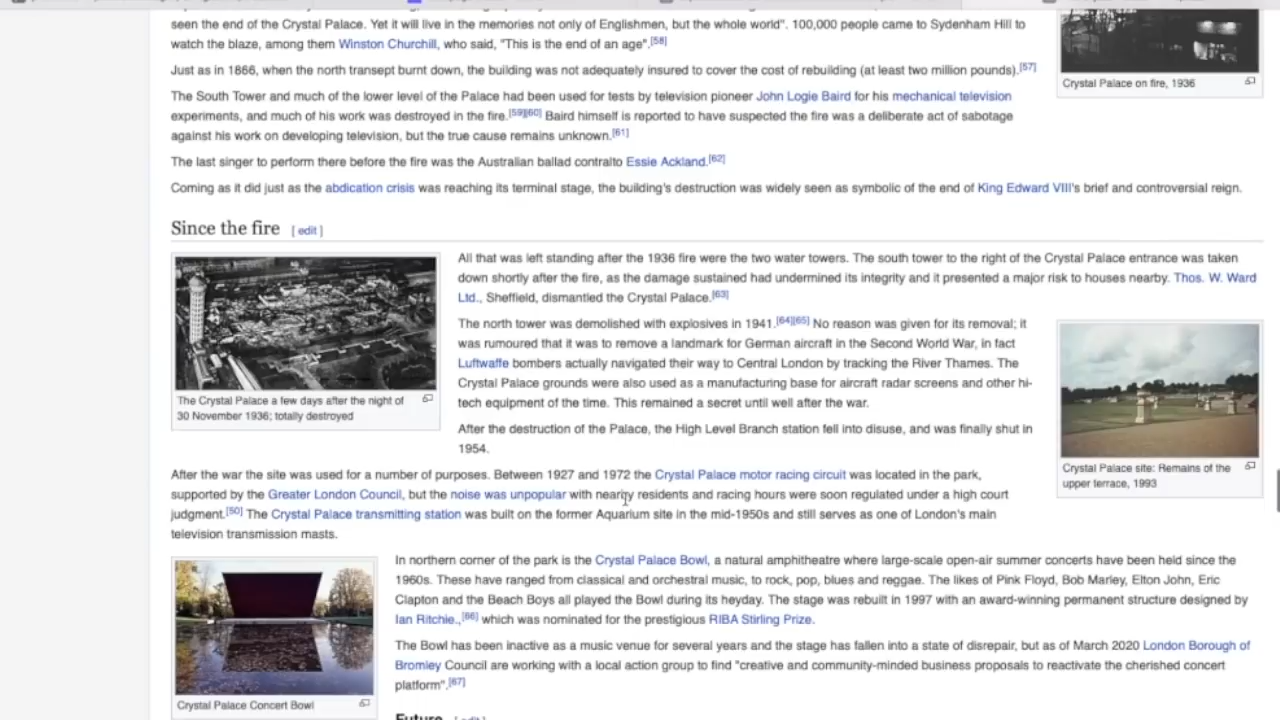 seen the end of the Crystal Palace. Yet it will live in the memories not only of Englishmen, but the whole world". 100,000 people came to Sydenham Hill to
watch the blaze, among them Winston Churchill, who said, "This is the end of an age".[58]
Just as in 1866, when the north transept burnt down, the building was not adequately insured to cover the cost of rebuilding (at least two million pounds).[57]
Crystal Palace on fire, 1936
The South Tower and much of the lower level of the Palace had been used for tests by television pioneer John Logie Baird for his mechanical television
experiments, and much of his work was destroyed in the fire.[59][60] Baird himself is reported to have suspected the fire was a deliberate act of sabotage
against his work on developing television, but the true cause remains unknown.[61]
The last singer to perform there before the fire was the Australian ballad contralto Essie Ackland.[62]
Coming as it did just as the abdication crisis was reaching its terminal stage, the building's destruction was widely seen as symbolic of the end of King Edward VIII's brief and controversial reign.
Since the fire [ edit ]
All that was left standing after the 1936 fire were the two water towers. The south tower to the right of the Crystal Palace entrance was taken
down shortly after the fire, as the damage sustained had undermined its integrity and it presented a major risk to houses nearby. Thos. W. Ward
Ltd., Sheffield, dismantled the Crystal Palace.[63]
The north tower was demolished with explosives in 1941.[64][65] No reason was given for its removal; it
was rumoured that it was to remove a landmark for German aircraft in the Second World War, in fact
Luftwaffe bombers actually navigated their way to Central London by tracking the River Thames. The
Crystal Palace grounds were also used as a manufacturing base for aircraft radar screens and other hi-
tech equipment of the time. This remained a secret until well after the war.
The Crystal Palace a few days after the night of
30 November 1936; totally destroyed
After the destruction of the Palace, the High Level Branch station fell into disuse, and was finally shut in
1954.
Crystal Palace site: Remains of the
upper terrace, 1993
After the war the site was used for a number of purposes. Between 1927 and 1972 the Crystal Palace motor racing circuit was located in the park,
supported by the Greater London Council, but the noise was unpopular with nearby residents and racing hours were soon regulated under a high court
judgment.[50] The Crystal Palace transmitting station was built on the former Aquarium site in the mid-1950s and still serves as one of London's main
television transmission masts.
In northern corner of the park is the Crystal Palace Bowl, a natural amphitheatre where large-scale open-air summer concerts have been held since the
1960s. These have ranged from classical and orchestral music, to rock, pop, blues and reggae. The likes of Pink Floyd, Bob Marley, Elton John, Eric
Clapton and the Beach Boys all played the Bowl during its heyday. The stage was rebuilt in 1997 with an award-winning permanent structure designed by
Ian Ritchie.,[66] which was nominated for the prestigious RIBA Stirling Prize.
The Bowl has been inactive as a music venue for several years and the stage has fallen into a state of disrepair, but as of March 2020 London Borough of
Bromley Council are working with a local action group to find "creative and community-minded business proposals to reactivate the cherished concert
platform".[67]
Crystal Palace Concert Bowl
Future [ edit ]